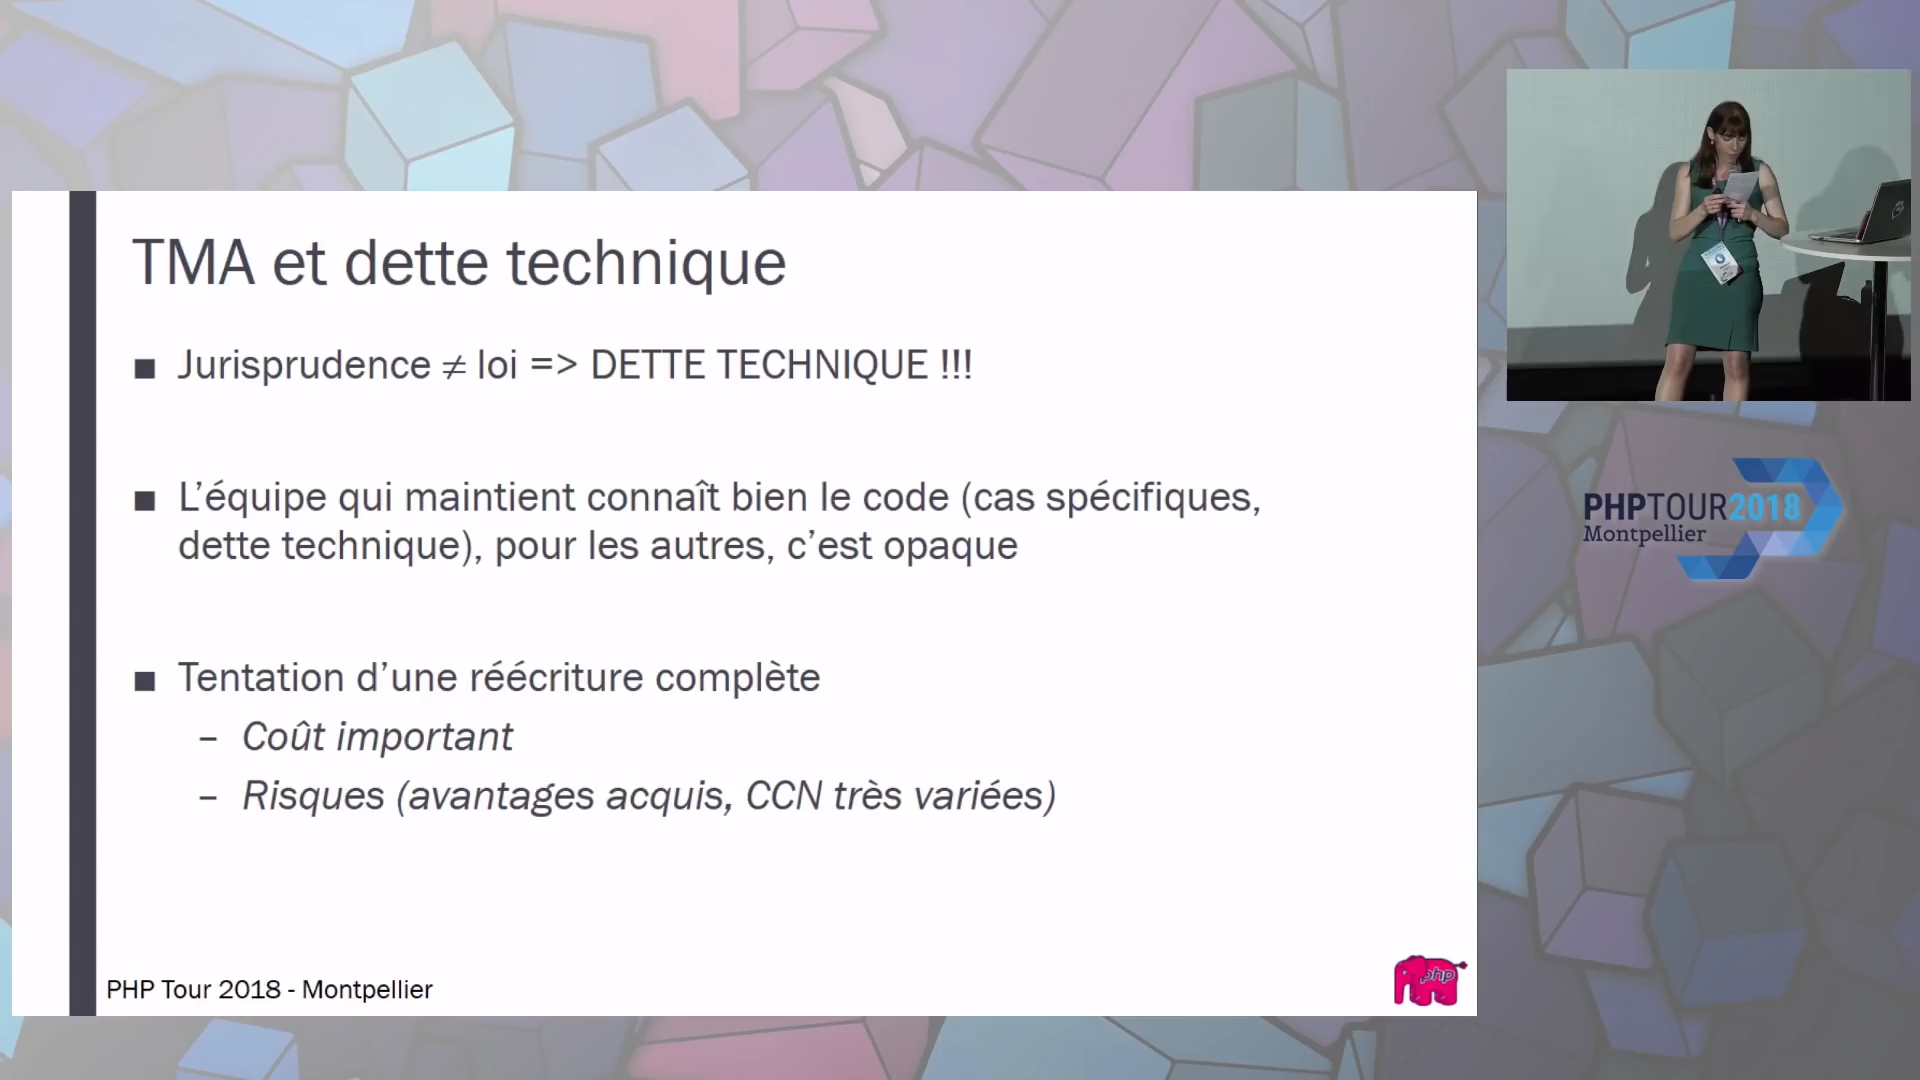 TMA et dette technique
■ Jurisprudence ≠ loi => DETTE TECHNIQUE !!!
■ L’équipe qui maintient connaît bien le code (cas spécifiques,
dette technique), pour les autres, c’est opaque
■ Tentation d’une réécriture complète
– Coût important
– Risques (avantages acquis, CCN très variées)
PHP Tour 2018 - Montpellier
php
PHPTOUR2018
Montpellier